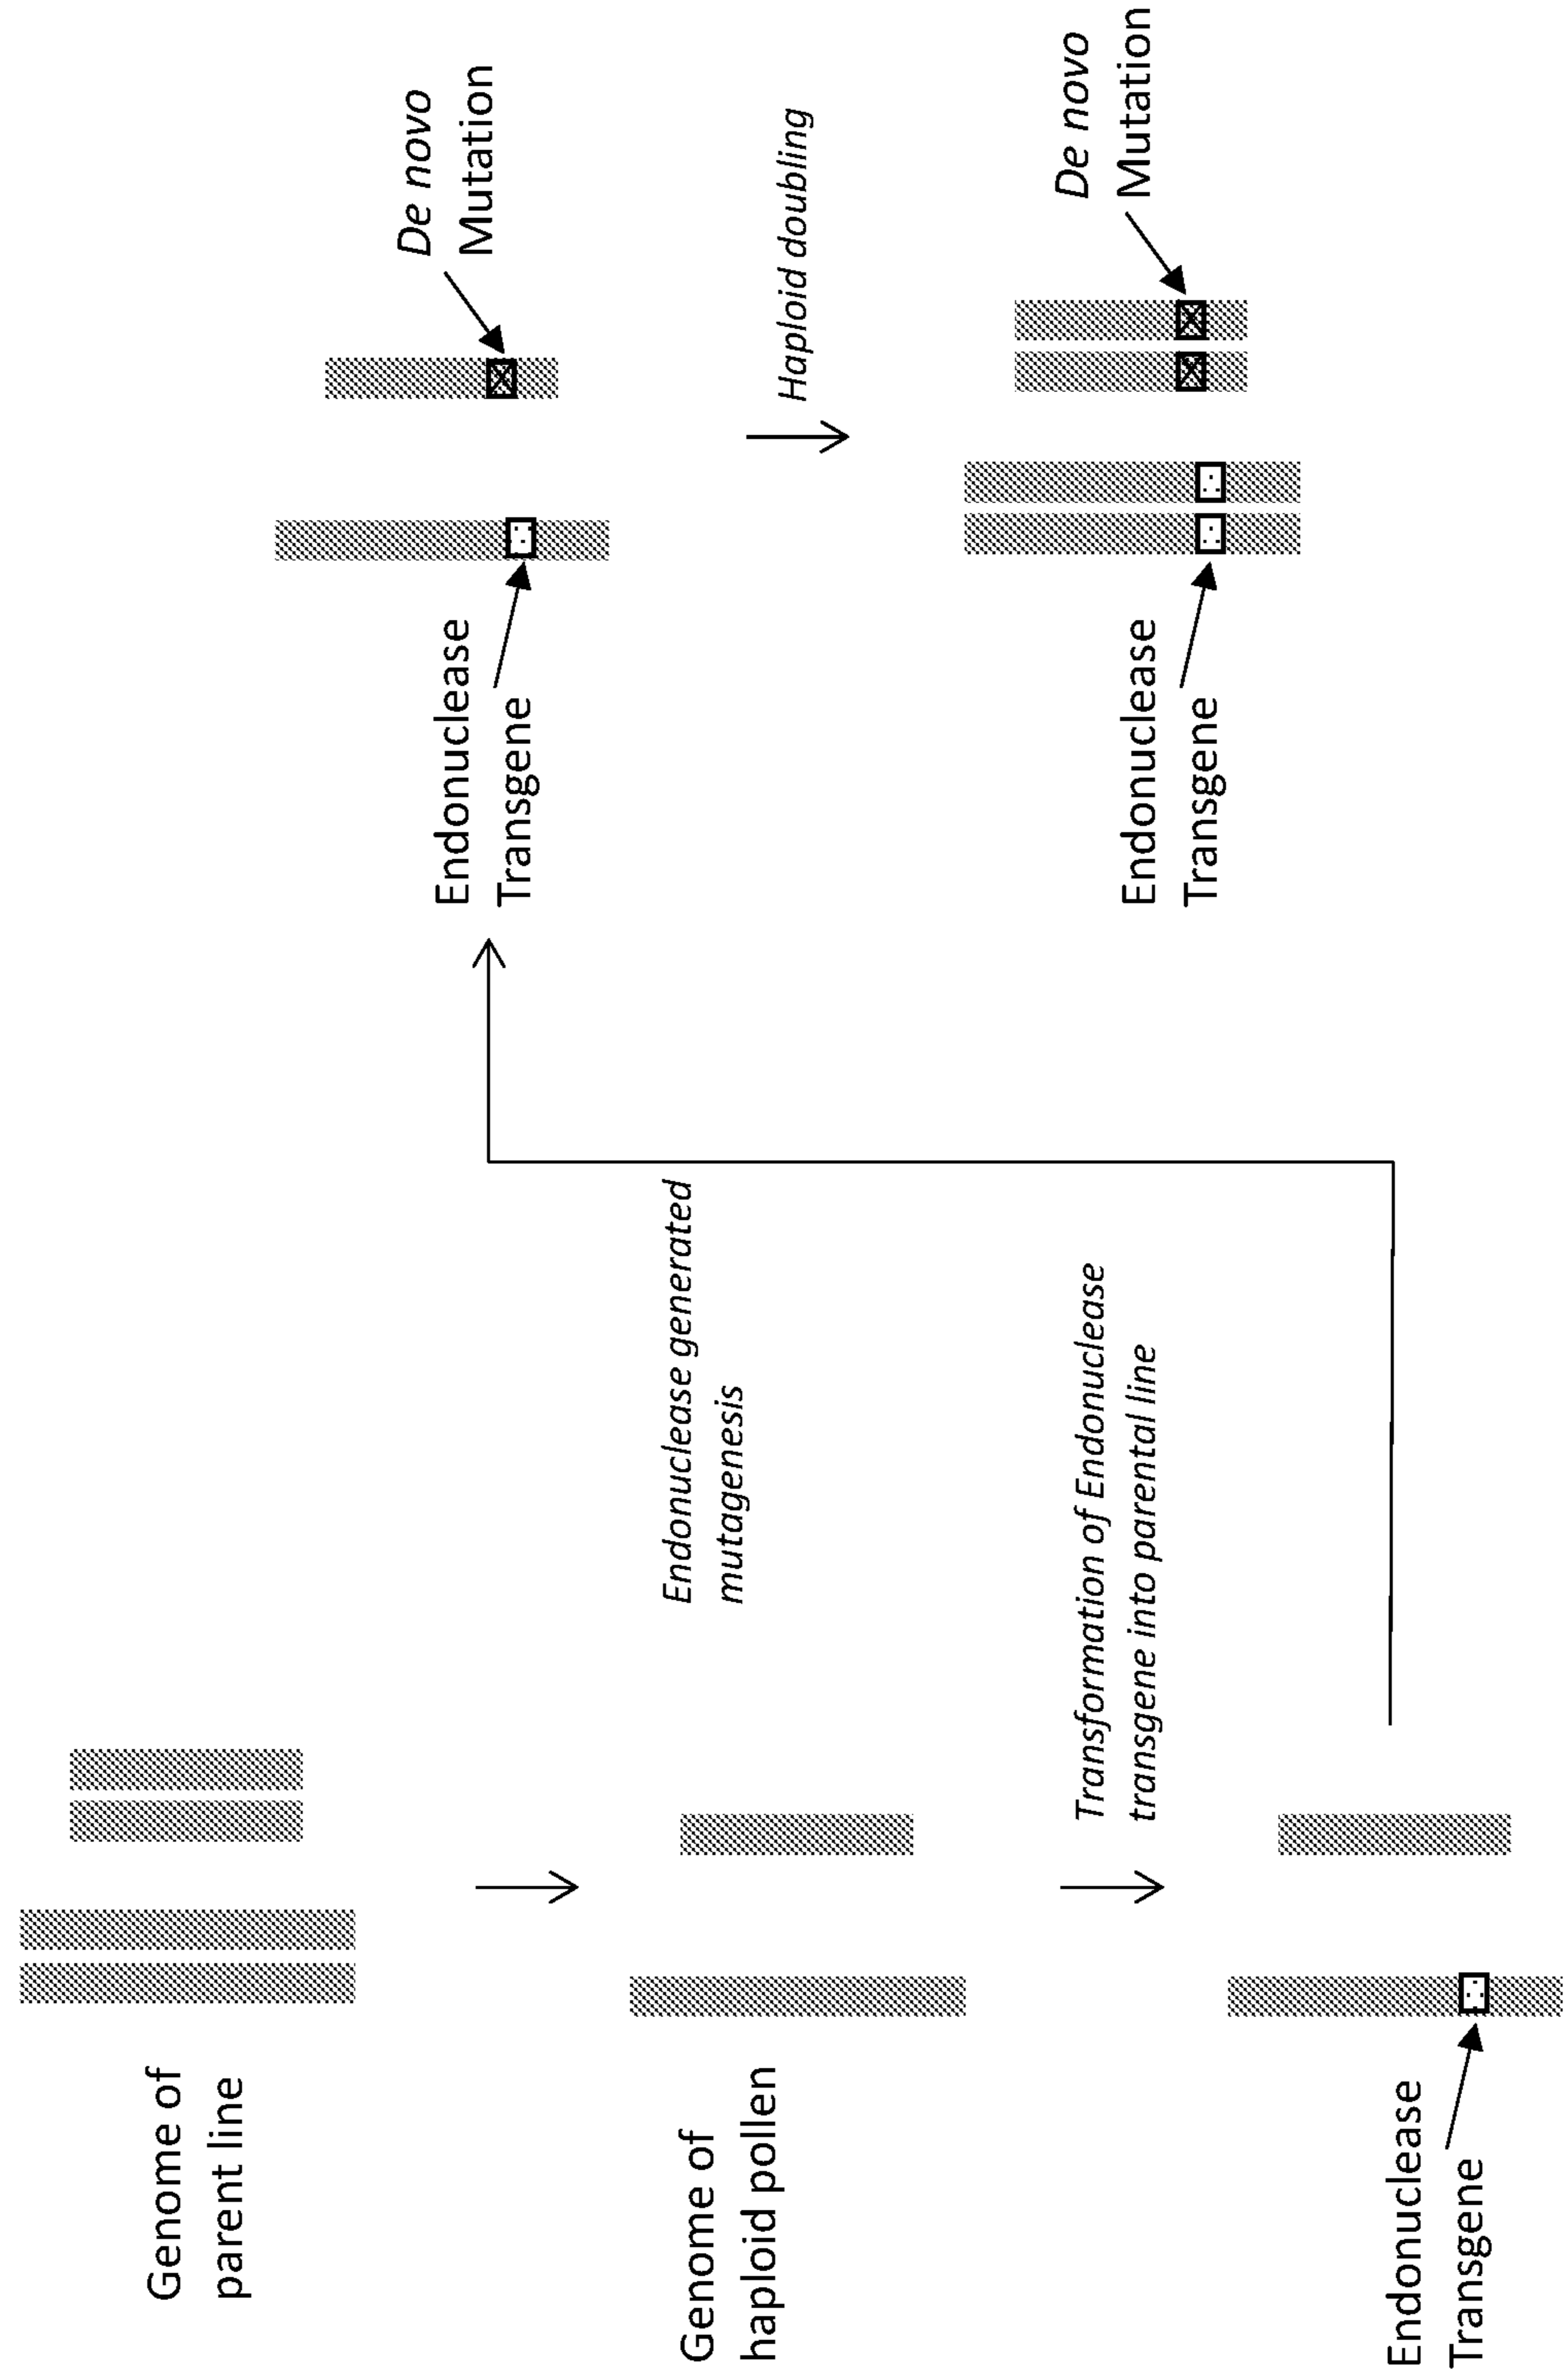 Genome of
parent line
Genome of
haploid pollen
Transformation of Endonuclease
transgene into parental line
Endonuclease
Transgene
Endonuclease generated
mutagenesis
Endonuclease
Transgene
De novo
Mutation
Haploid doubling
Endonuclease
Transgene
De novo
Mutation